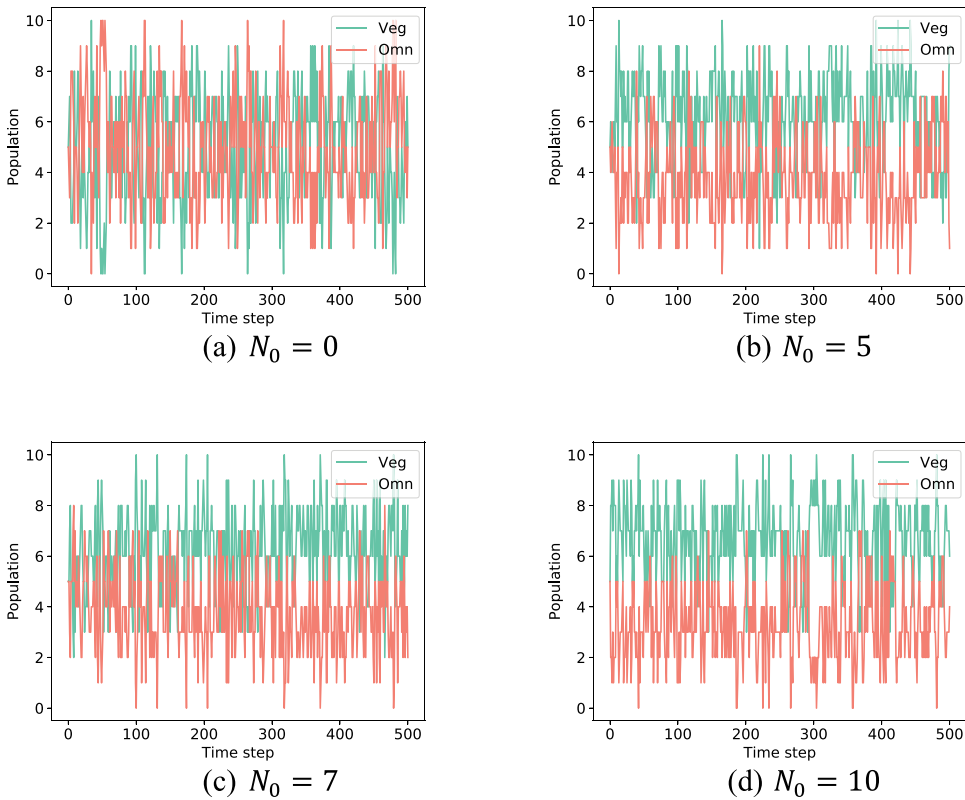 10
8
6
4
2
0
Population
Veg
Omn
0 100 200 300 400 500
Time step
(a) N₀ = 0
10
8
6
4
2
0
Population
Veg
Omn
0 100 200 300 400 500
Time step
(b) N₀ = 5
10
8
6
4
2
0
Population
Veg
Omn
0 100 200 300 400 500
Time step
(c) N₀ = 7
10
8
6
4
2
0
Population
Veg
Omn
0 100 200 300 400 500
Time step
(d) N₀ = 10